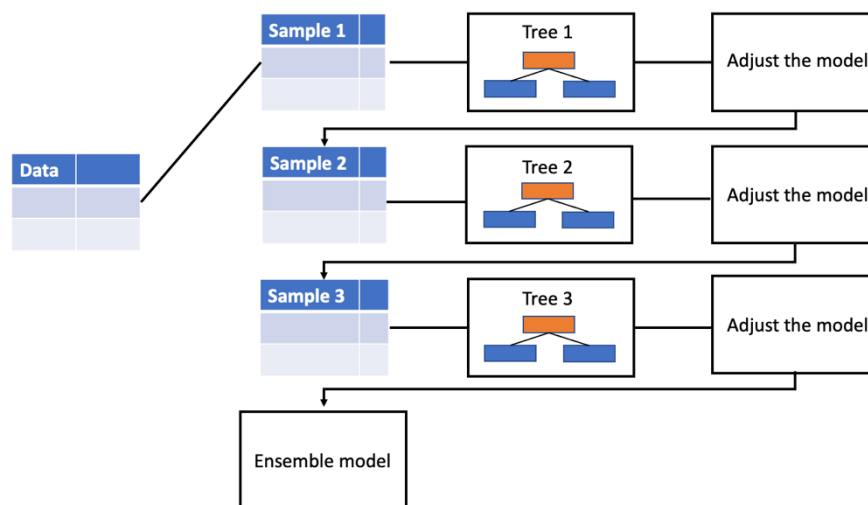 Sample 1
Tree 1
Adjust the model
Data
Sample 2
Tree 2
Adjust the model
Sample 3
Tree 3
Adjust the model
Ensemble model